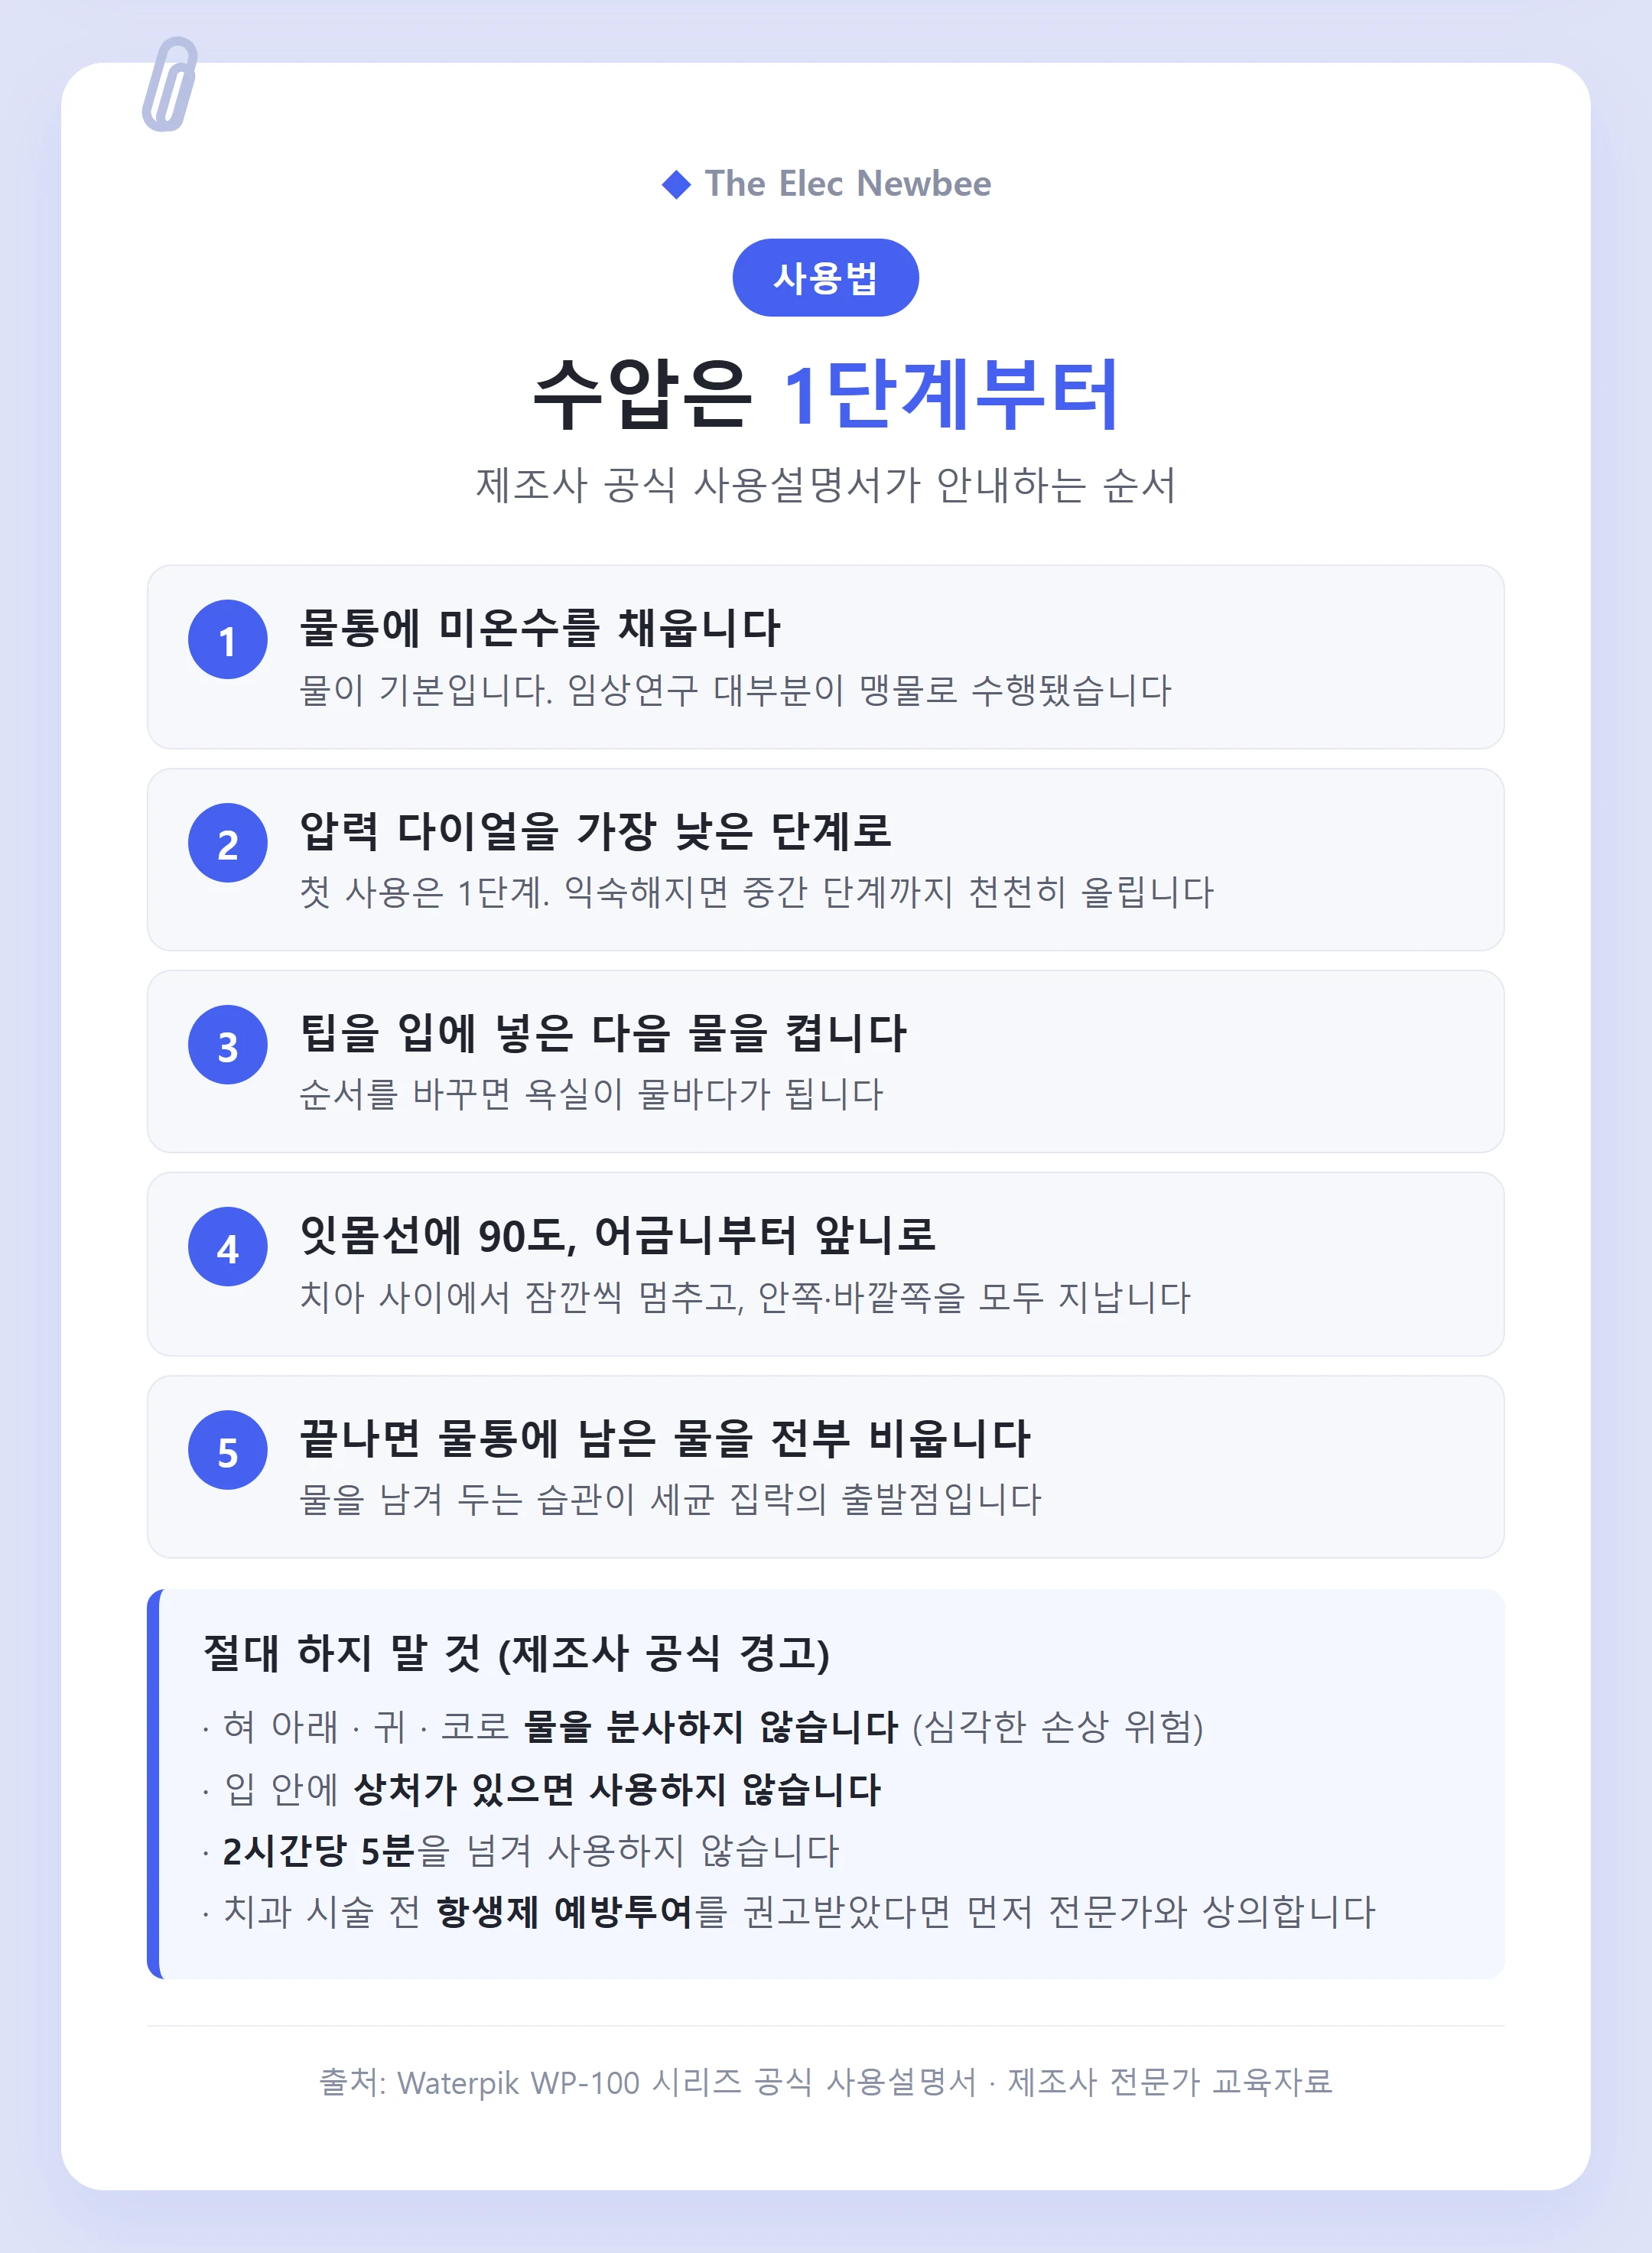 The Elec Newbee
사용법
수압은 1단계부터
제조사 공식 사용설명서가 안내하는 순서
1
물통에 미온수를 채웁니다
물이 기본입니다. 임상연구 대부분이 맹물로 수행됐습니다
2
압력 다이얼을 가장 낮은 단계로
첫 사용은 1단계. 익숙해지면 중간 단계까지 천천히 올립니다
3
팁을 입에 넣은 다음 물을 켭니다
순서를 바꾸면 욕실이 물바다가 됩니다
4
잇몸선에 90도, 어금니부터 앞니로
치아 사이에서 잠깐씩 멈추고, 안쪽·바깥쪽을 모두 지납니다
5
끝나면 물통에 남은 물을 전부 비웁니다
물을 남겨 두는 습관이 세균 집락의 출발점입니다
절대 하지 말 것 (제조사 공식 경고)
· 혀 아래 · 귀 · 코로 물을 분사하지 않습니다 (심각한 손상 위험)
· 입 안에 상처가 있으면 사용하지 않습니다
· 2시간당 5분을 넘겨 사용하지 않습니다
· 치과 시술 전 항생제 예방투여를 권고받았다면 먼저 전문가와 상의합니다
출처: Waterpik WP-100 시리즈 공식 사용설명서 · 제조사 전문가 교육자료